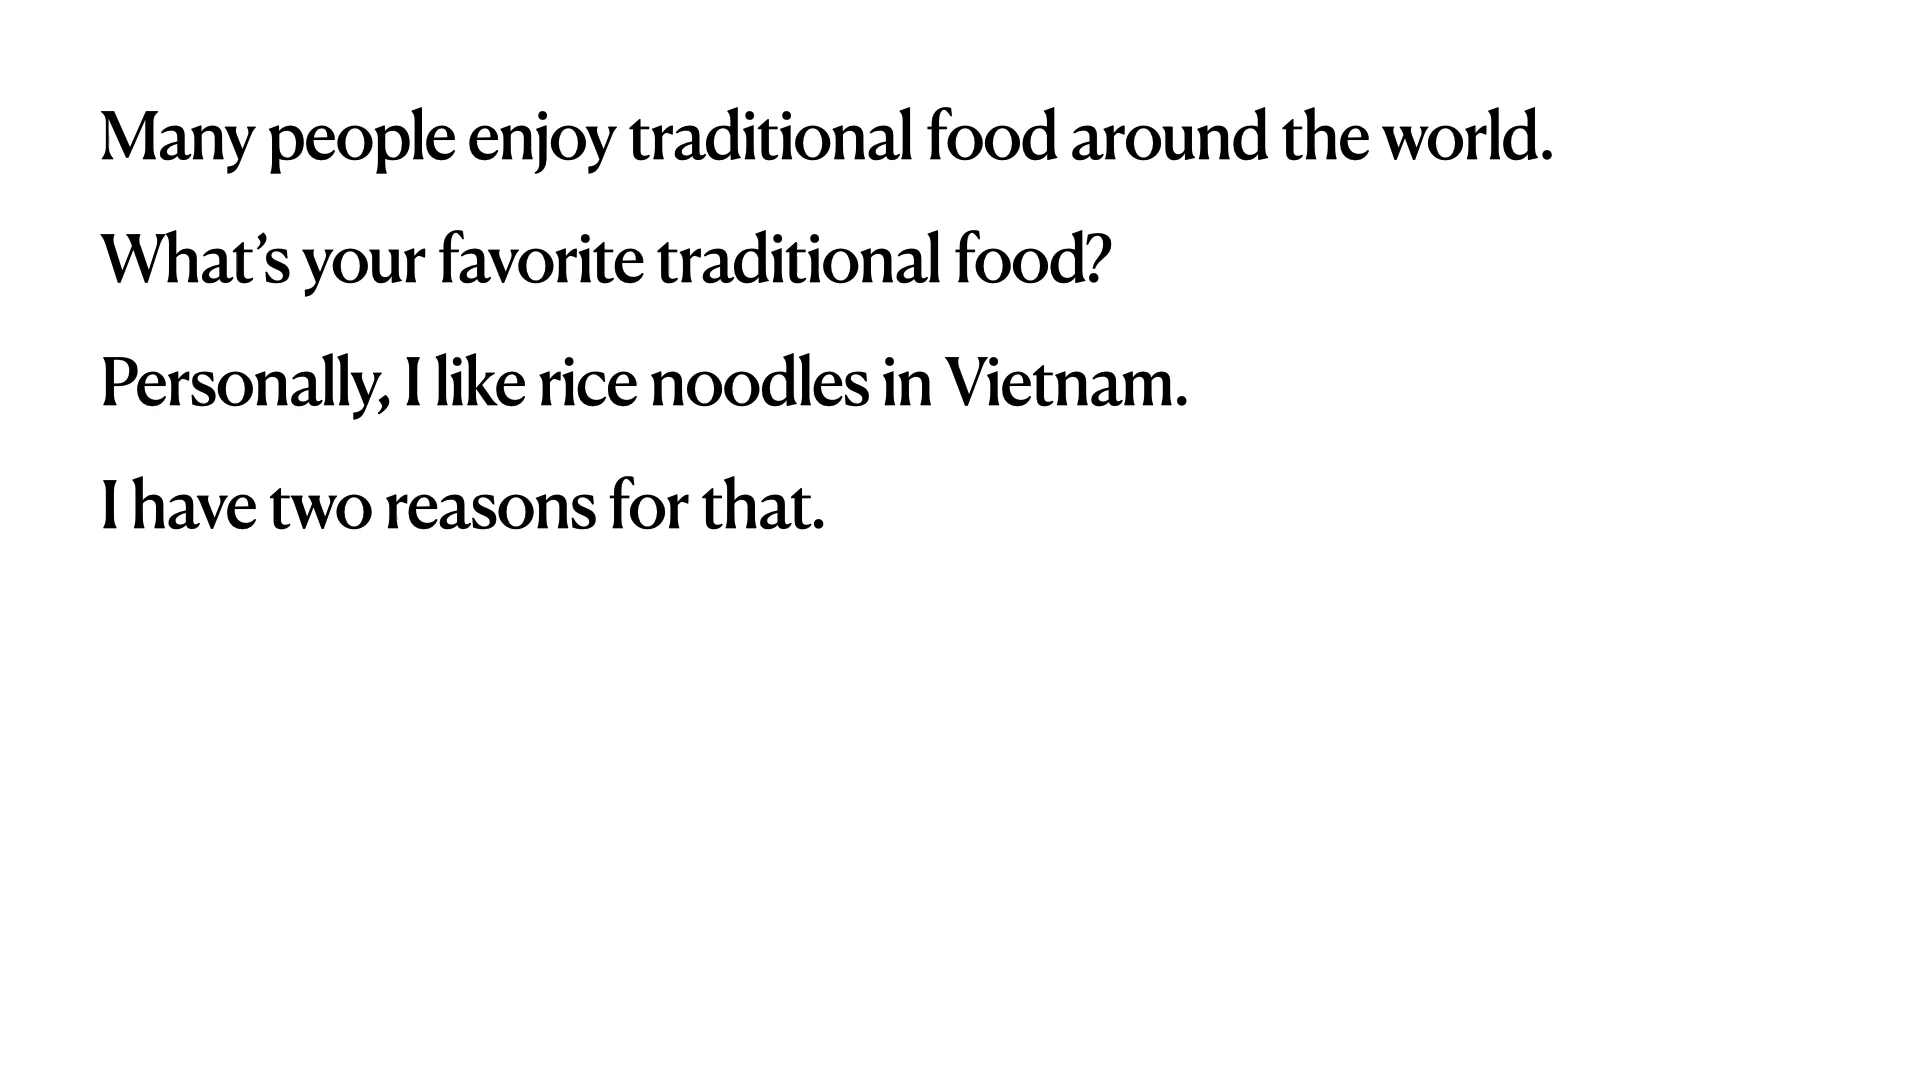 Many people enjoy traditional food around the world.
What’s your favorite traditional food?
Personally, I like rice noodles in Vietnam.
I have two reasons for that.